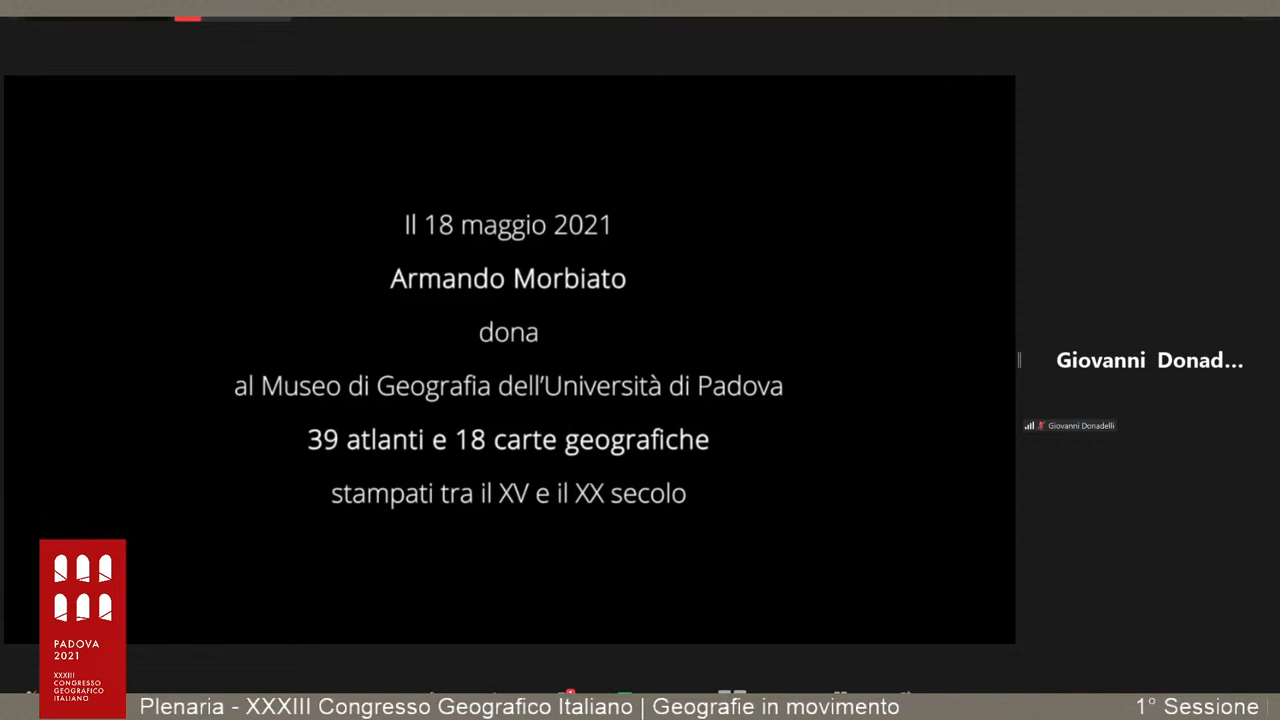 Il 18 maggio 2021
Armando Morbiato
dona
al Museo di Geografia dell'Università di Padova
39 atlanti e 18 carte geografiche
stampati tra il XV e il XX secolo
Giovanni Donad...
Giovanni Donadelli
PADOVA
2021
XXXIII
CONGRESSO
GEOGRAFICO
ITALIANO
Plenaria - XXXIII Congresso Geografico Italiano | Geografie in movimento
1° Sessione |